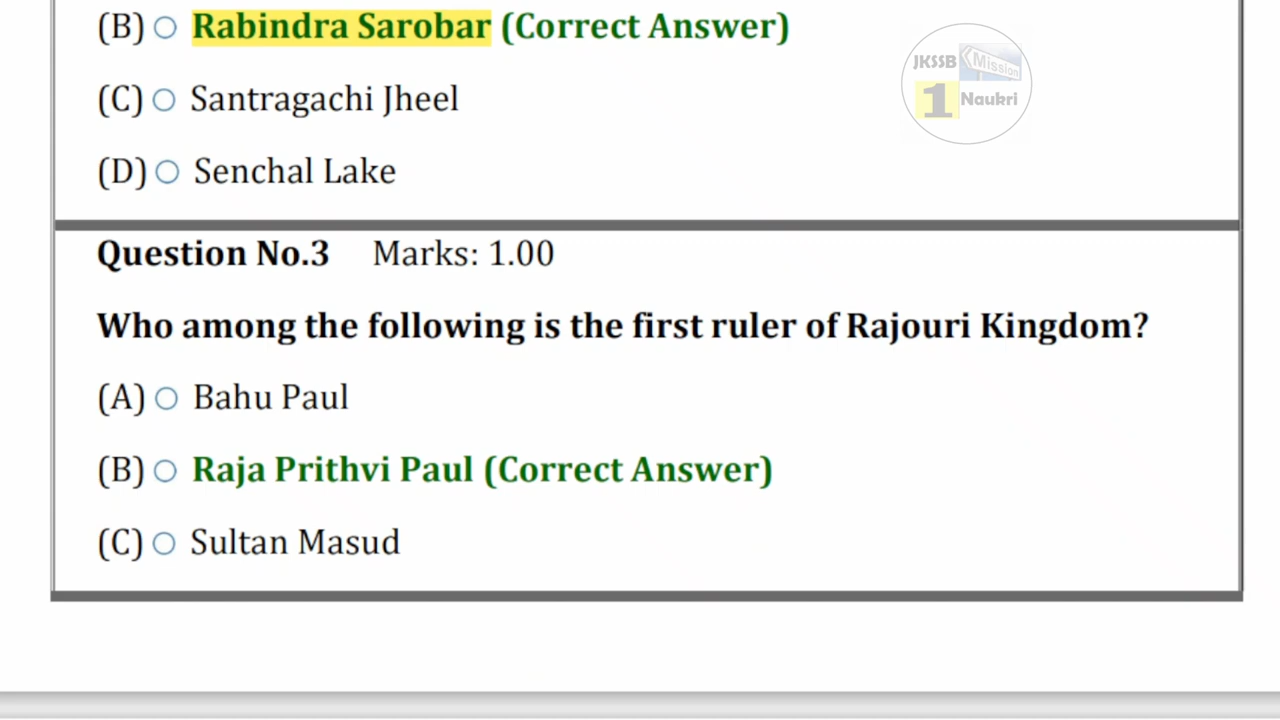 (B) Rabindra Sarobar (Correct Answer)
(C) Santragachi Jheel
(D) Senchal Lake
JKSSB Mission
1 Naukri
Question No.3 Marks: 1.00
Who among the following is the first ruler of Rajouri Kingdom?
(A) Bahu Paul
(B) Raja Prithvi Paul (Correct Answer)
(C) Sultan Masud